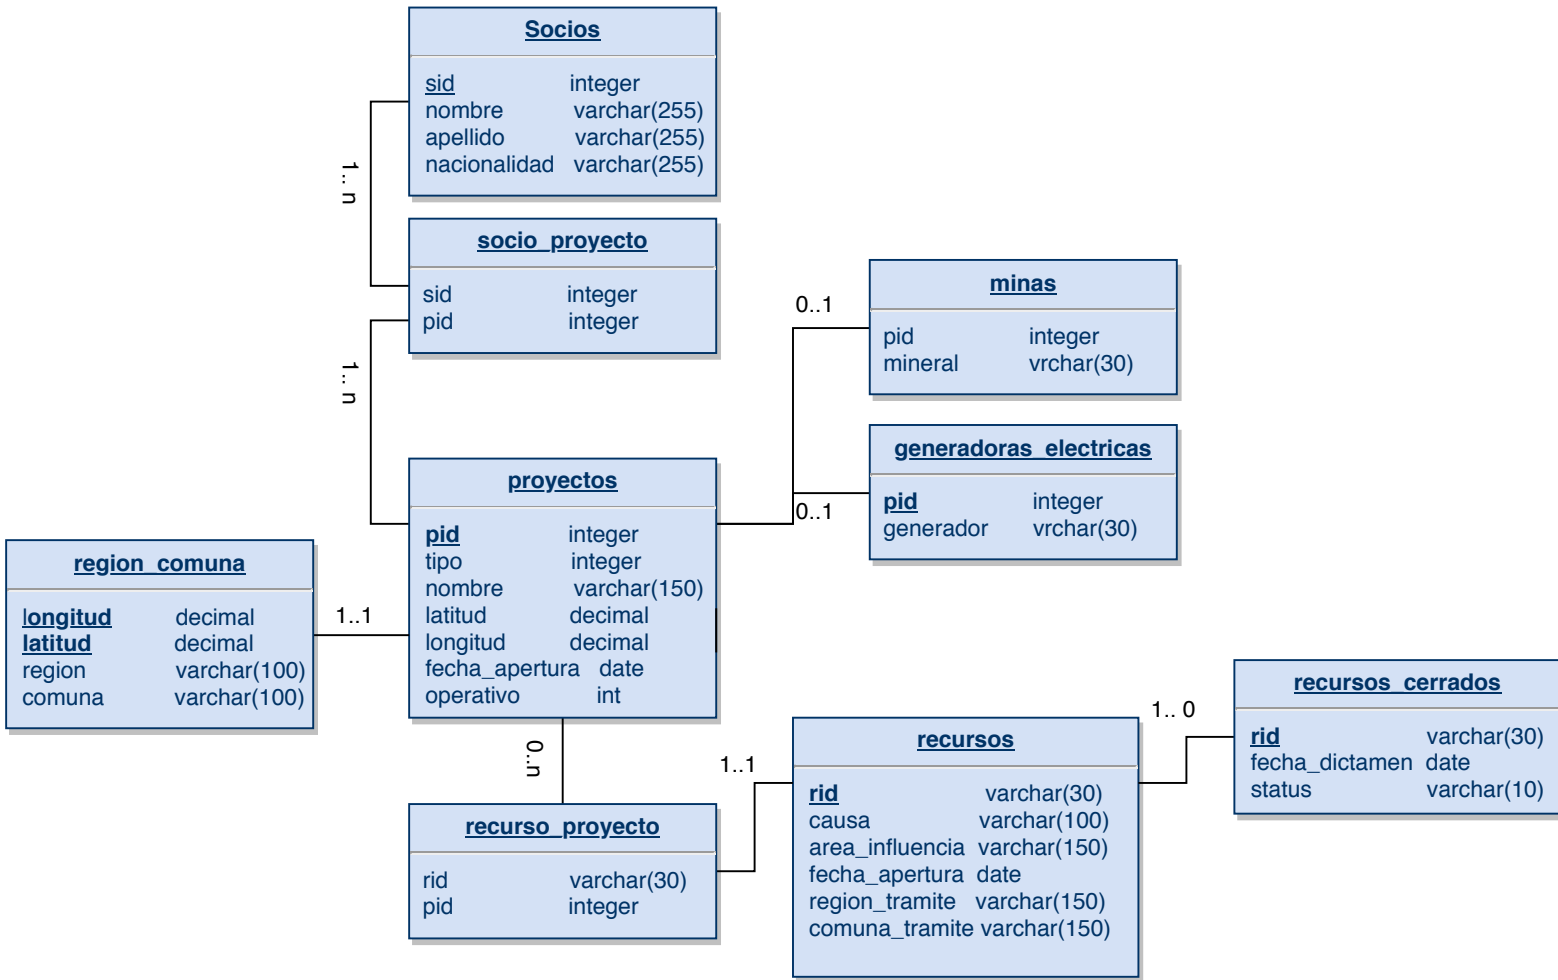 Socios
sid integer
nombre varchar(255)
apellido varchar(255)
nacionalidad varchar(255)
1.. n
socio_proyecto
sid integer
pid integer
1.. n
minas
pid integer
mineral vrchar(30)
0..1
generadoras_electricas
pid integer
generador vrchar(30)
0..1
proyectos
pid integer
tipo integer
nombre varchar(150)
latitud decimal
longitud decimal
fecha_apertura date
operativo int
region_comuna
longitud decimal
latitud decimal
region varchar(100)
comuna varchar(100)
1..1
0..n
recurso_proyecto
rid varchar(30)
pid integer
1..1
recursos
rid varchar(30)
causa varchar(100)
area_influencia varchar(150)
fecha_apertura date
region_tramite varchar(150)
comuna_tramite varchar(150)
1.. 0
recursos_cerrados
rid varchar(30)
fecha_dictamen date
status varchar(10)